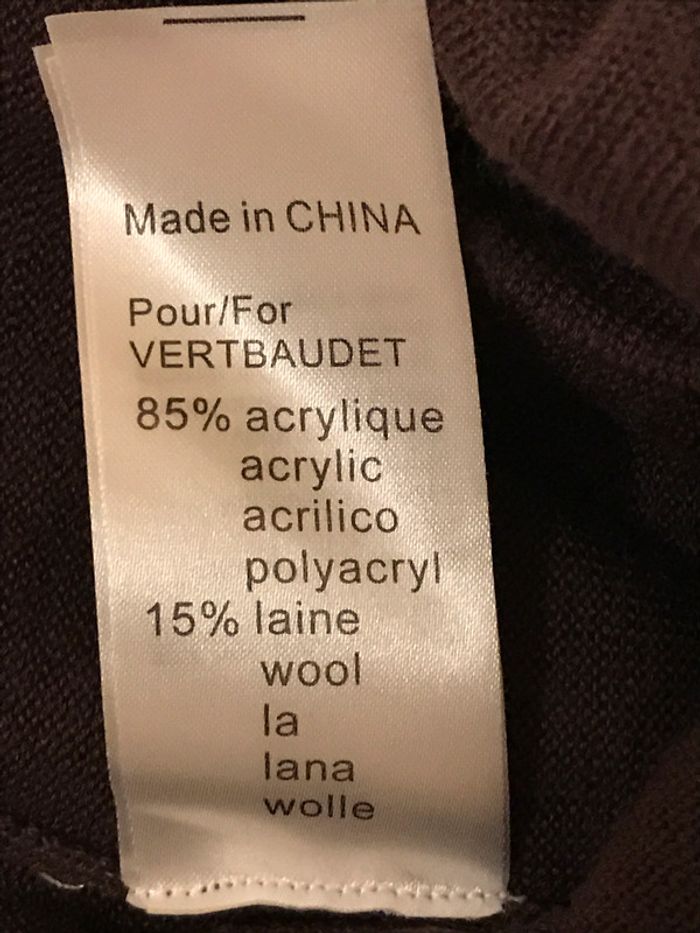 Made in CHINA
Pour/For
VERTBAUDET
85% acrylique
acrylic
acrilico
polyacryl
15% laine
wool
la
lana
wolle